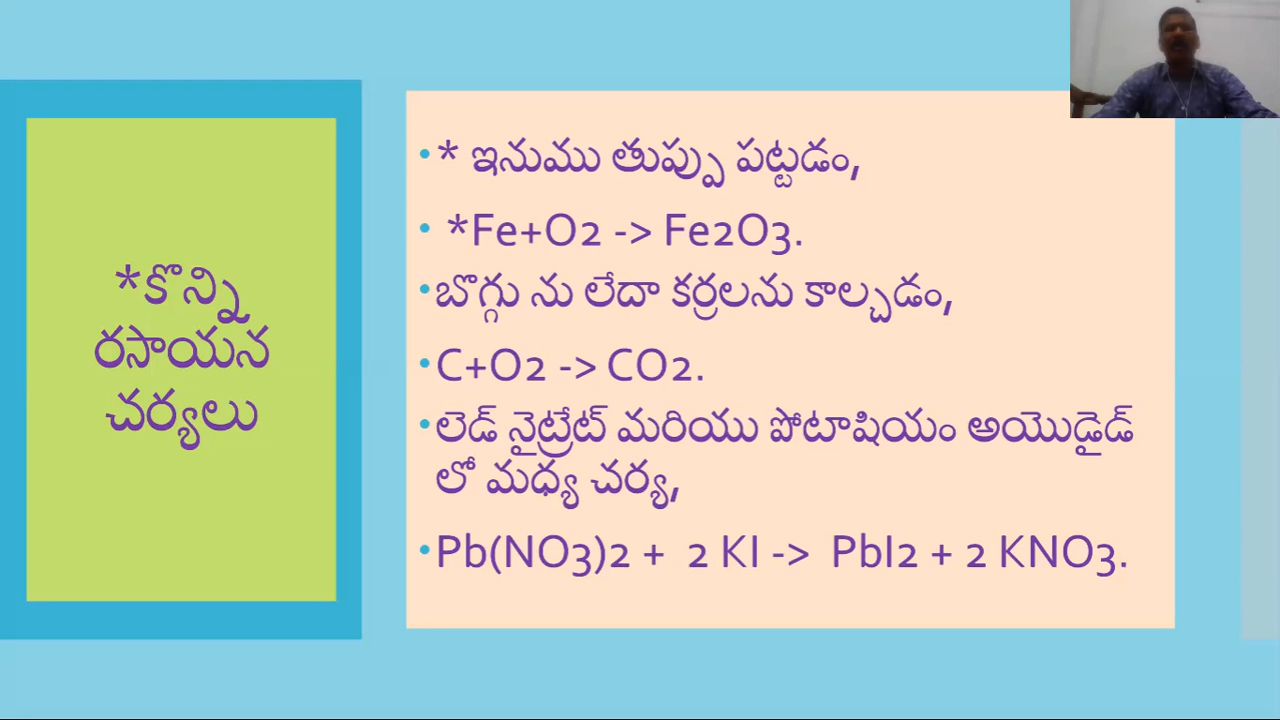 *కొన్ని
రసాయన
చర్యలు
• * ఇనుము తుప్పు పట్టడం,
• *Fe+O2 -> Fe2O3.
• బొగ్గు ను లేదా కర్రలను కాల్చడం,
• C+O2 -> CO2.
• లెడ్ నైట్రేట్ మరియు పోటాషియం అయొడైడ్
లో మధ్య చర్య,
• Pb(NO3)2 + 2 KI -> PbI2 + 2 KNO3.